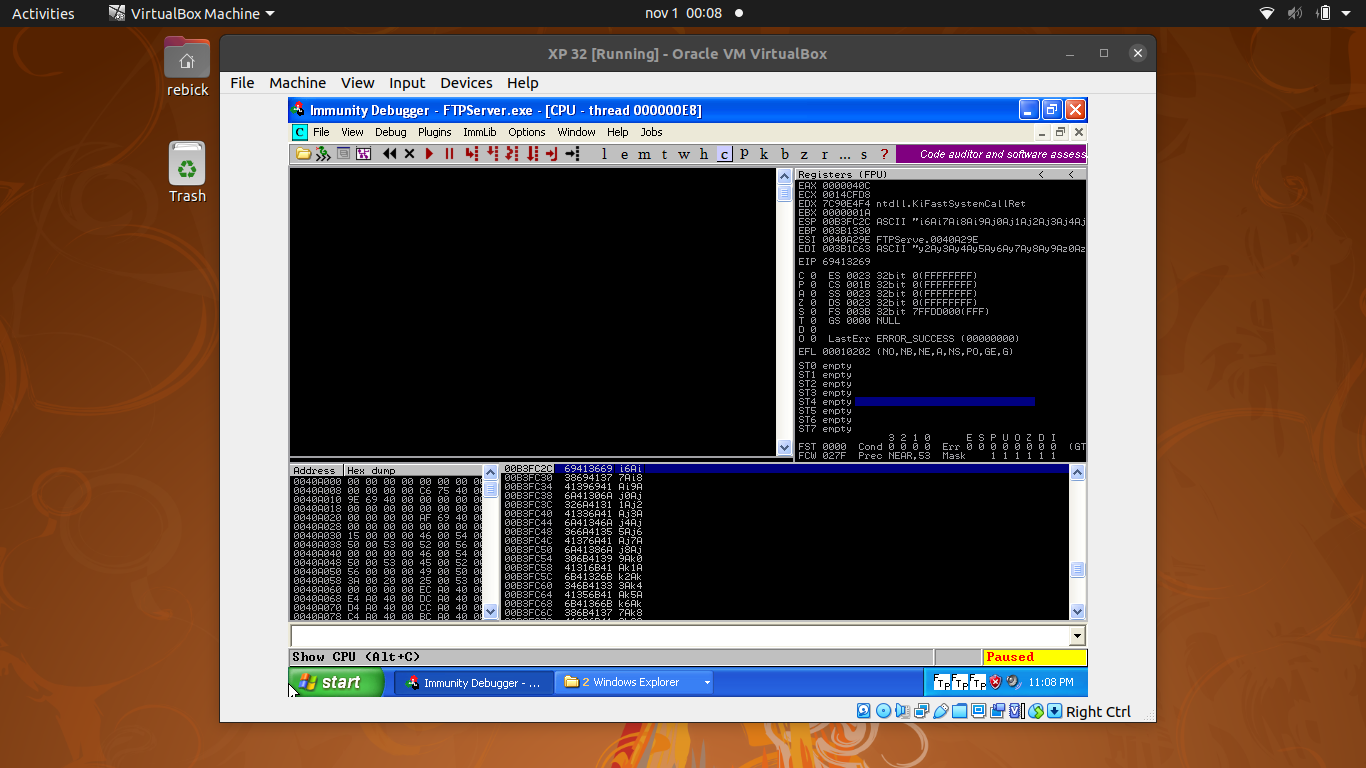 Activities VirtualBox Machine nov 1 00:08
rebick
Trash
XP 32 [Running] - Oracle VM VirtualBox
File Machine View Input Devices Help
Immunity Debugger - FTPServer.exe - [CPU - thread 000000E8]
C File View Debug Plugins ImmLib Options Window Help Jobs
l e m t w h c p k b z r ... s ? Code auditor and software assess
Registers (FPU) < <
EAX 0000040C
ECX 0014CFD8
EDX 7C90E4F4 ntdll.KiFastSystemCallRet
EBX 0000001A
ESP 00B3FC2C ASCII "i6Ai7Ai8Ai9Aj0Aj1Aj2Aj3Aj4Aj
EBP 003B1330
ESI 0040A29E FTPServe.0040A29E
EDI 003B1C63 ASCII "y2Ay3Ay4Ay5Ay6Ay7Ay8Ay9Az0Az
EIP 69413269
C 0 ES 0023 32bit 0(FFFFFFFF)
P 0 CS 001B 32bit 0(FFFFFFFF)
A 0 SS 0023 32bit 0(FFFFFFFF)
Z 0 DS 0023 32bit 0(FFFFFFFF)
S 0 FS 003B 32bit 7FFDD000(FFF)
T 0 GS 0000 NULL
D 0
O 0 LastErr ERROR_SUCCESS (00000000)
EFL 00010202 (NO,NB,NE,A,NS,PO,GE,G)
ST0 empty
ST1 empty
ST2 empty
ST3 empty
ST4 empty
ST5 empty
ST6 empty
ST7 empty
3 2 1 0 E S P U O Z D I
FST 0000 Cond 0 0 0 0 Err 0 0 0 0 0 0 0 0 (GT
FCW 027F Prec NEAR,53 Mask 1 1 1 1 1 1
Address Hex dump
0040A000 00 00 00 00 00 00 00
0040A008 00 00 00 00 C6 75 40 00
0040A010 9E 69 40 00 00 00 00 00
0040A018 00 00 00 00 00 00 00
0040A020 00 00 00 00 AF 69 40 00
0040A028 00 00 00 00 00 00 00
0040A030 15 00 00 00 46 00 54 00
0040A038 50 00 53 00 52 00 56 00
0040A040 00 00 00 00 46 00 54 00
0040A048 50 00 53 00 45 00 52 00
0040A050 56 00 00 00 49 00 50 00
0040A058 3A 00 20 00 25 00 53 00
0040A060 00 00 00 00 EC A0 40 00
0040A068 E4 A0 40 00 DC A0 40 00
0040A070 D4 A0 40 00 CC A0 40 00
0040A078 C4 A0 40 00 BC A0 40 00
00B3FC2C 69413669 i6Ai
00B3FC30 38694137 7Ai8
00B3FC34 41396941 Ai9A
00B3FC38 6A41306A j0Aj
00B3FC3C 326A4131 1Aj2
00B3FC40 41336A41 Aj3A
00B3FC44 6A41346A j4Aj
00B3FC48 366A4135 5Aj6
00B3FC4C 41376A41 Aj7A
00B3FC50 6A41386A j8Aj
00B3FC54 306B4139 9Ak0
00B3FC58 41316B41 Ak1A
00B3FC5C 6B41326B k2Ak
00B3FC60 346B4133 3Ak4
00B3FC64 41356B41 Ak5A
00B3FC68 6B41366B k6Ak
00B3FC6C 386B4137 7Ak8
Show CPU (Alt+C) Paused
start Immunity Debugger - ... 2 Windows Explorer FTP FTP FTP 11:08 PM
Right Ctrl